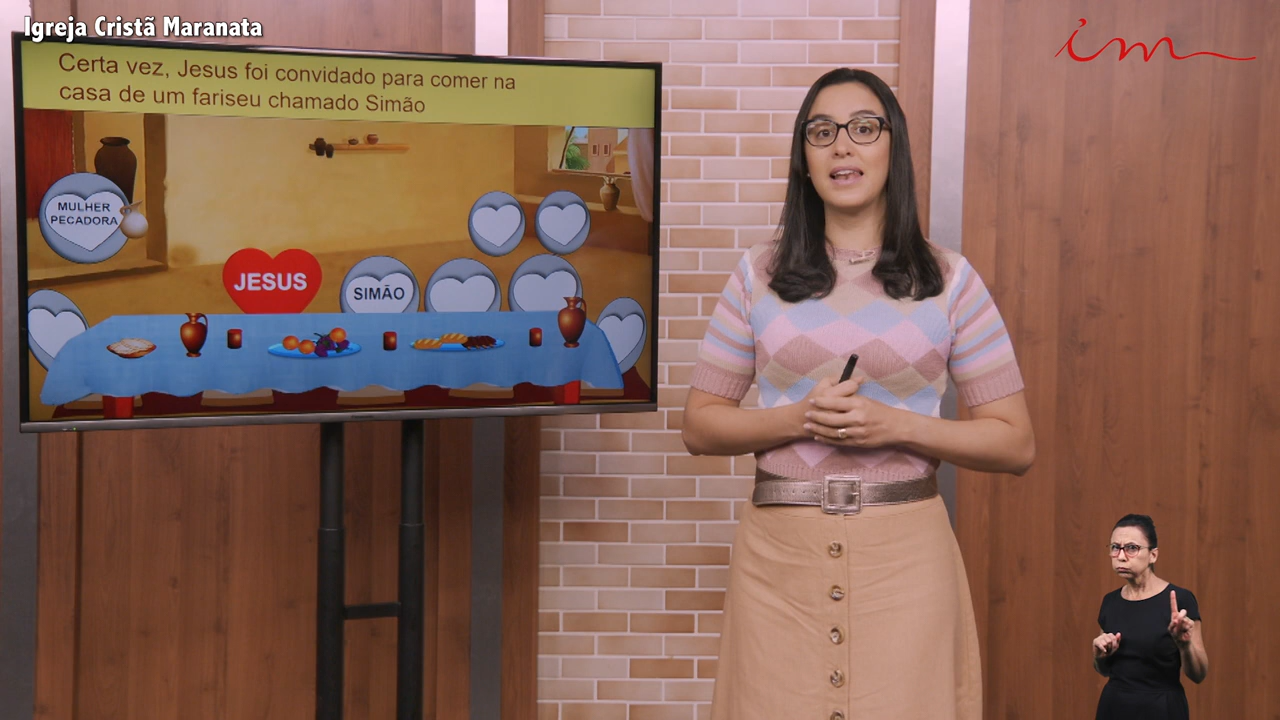 Igreja Cristã Maranata
Certa vez, Jesus foi convidado para comer na
casa de um fariseu chamado Simão
MULHER
PECADORA
JESUS
SIMÃO
im